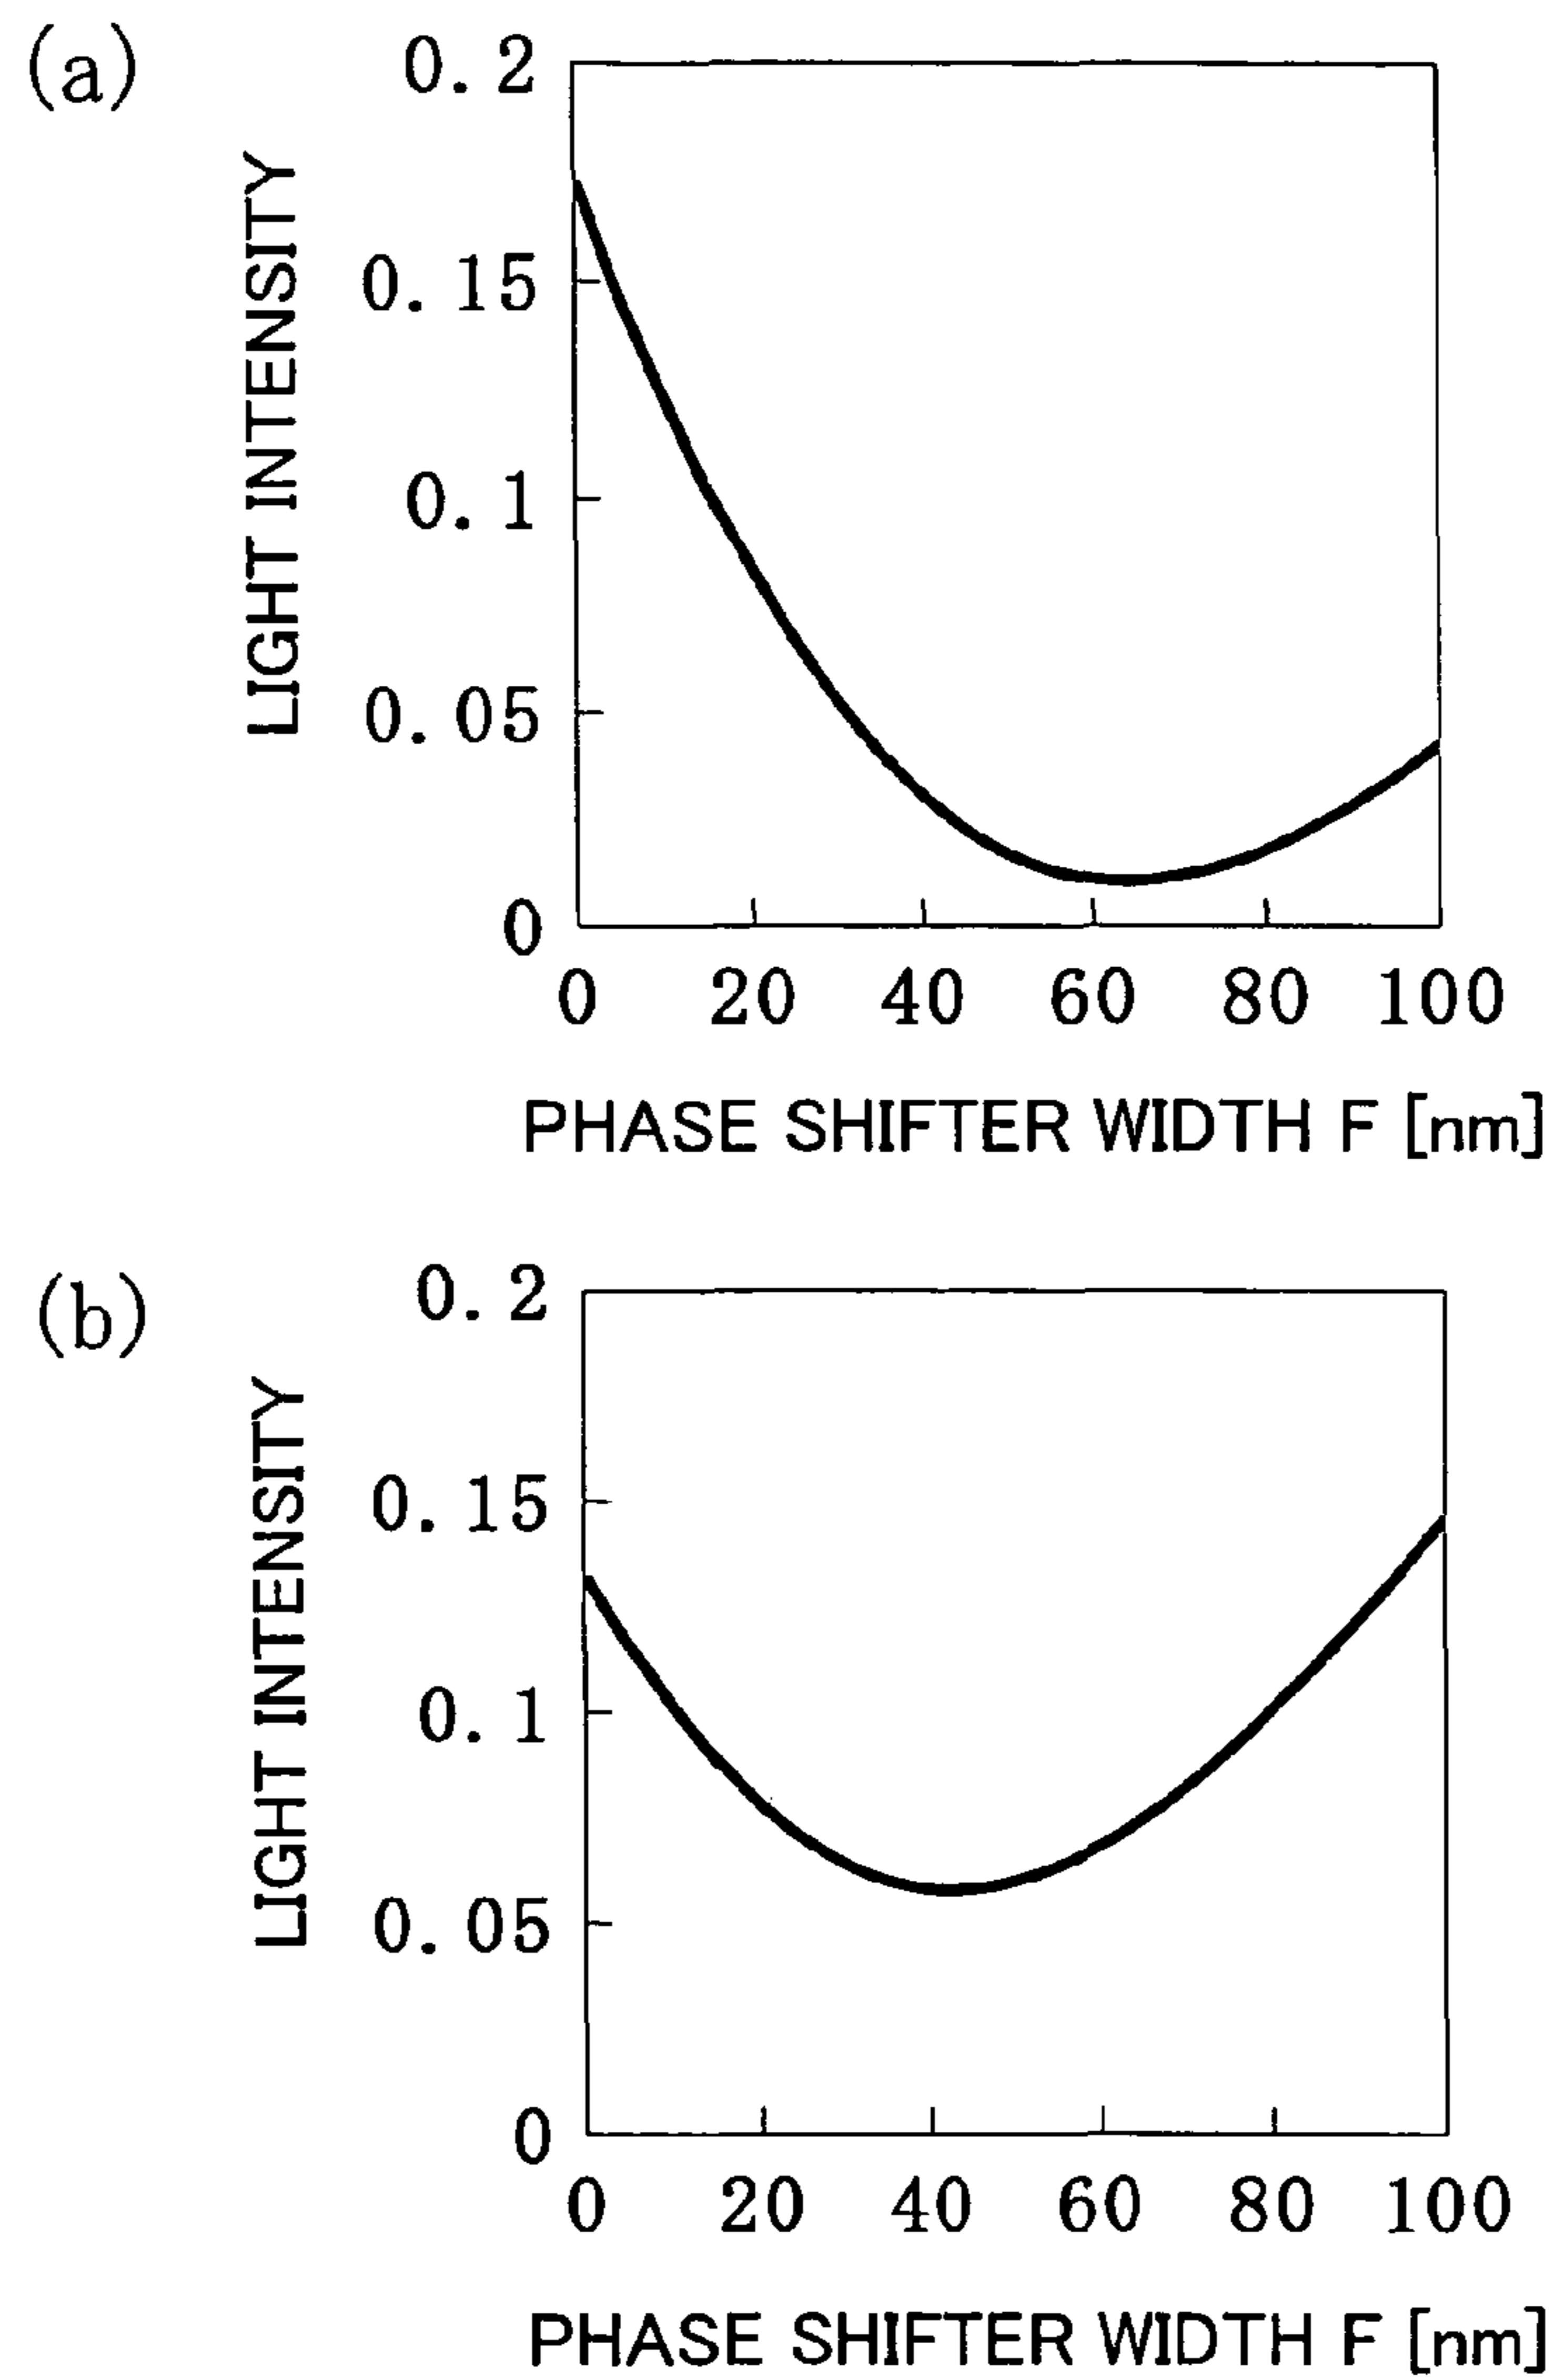 (a)
LIGHT INTENSITY
0.2
0.15
0.1
0.05
0
0 20 40 60 80 100
PHASE SHIFTER WIDTH F [nm]
(b)
LIGHT INTENSITY
0.2
0.15
0.1
0.05
0
0 20 40 60 80 100
PHASE SHIFTER WIDTH F [nm]